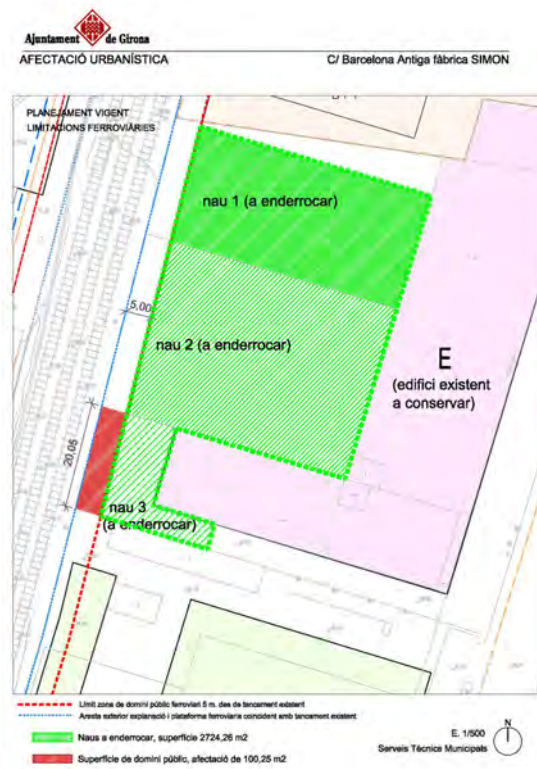 Ajuntament de Girona
AFECTACIÓ URBANÍSTICA
C/ Barcelona Antiga fàbrica SIMON
PLANEJAMENT VIGENT
LIMITACIONS FERROVIÀRIES
nau 1 (a enderrocar)
5,00
nau 2 (a enderrocar)
E
(edifici existent
a conservar)
20,05
nau 3
(a enderrocar)
Límit zona de domini públic ferroviari 5 m. des de tancament existent
Aresta exterior explanació i plataforma ferroviaria coincident amb tancament existent
Naus a enderrocar, superfície 2724,26 m2
Superfície de domini públic, afectació de 100,25 m2
E. 1/500
Serveis Tècnics Municipals
N